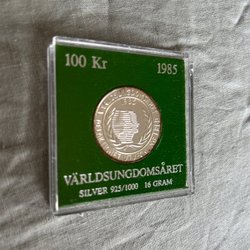 100 Kr 1985
VÄRLDSUNGDOMSÅRET
SILVER 925/1000 16 GRAM